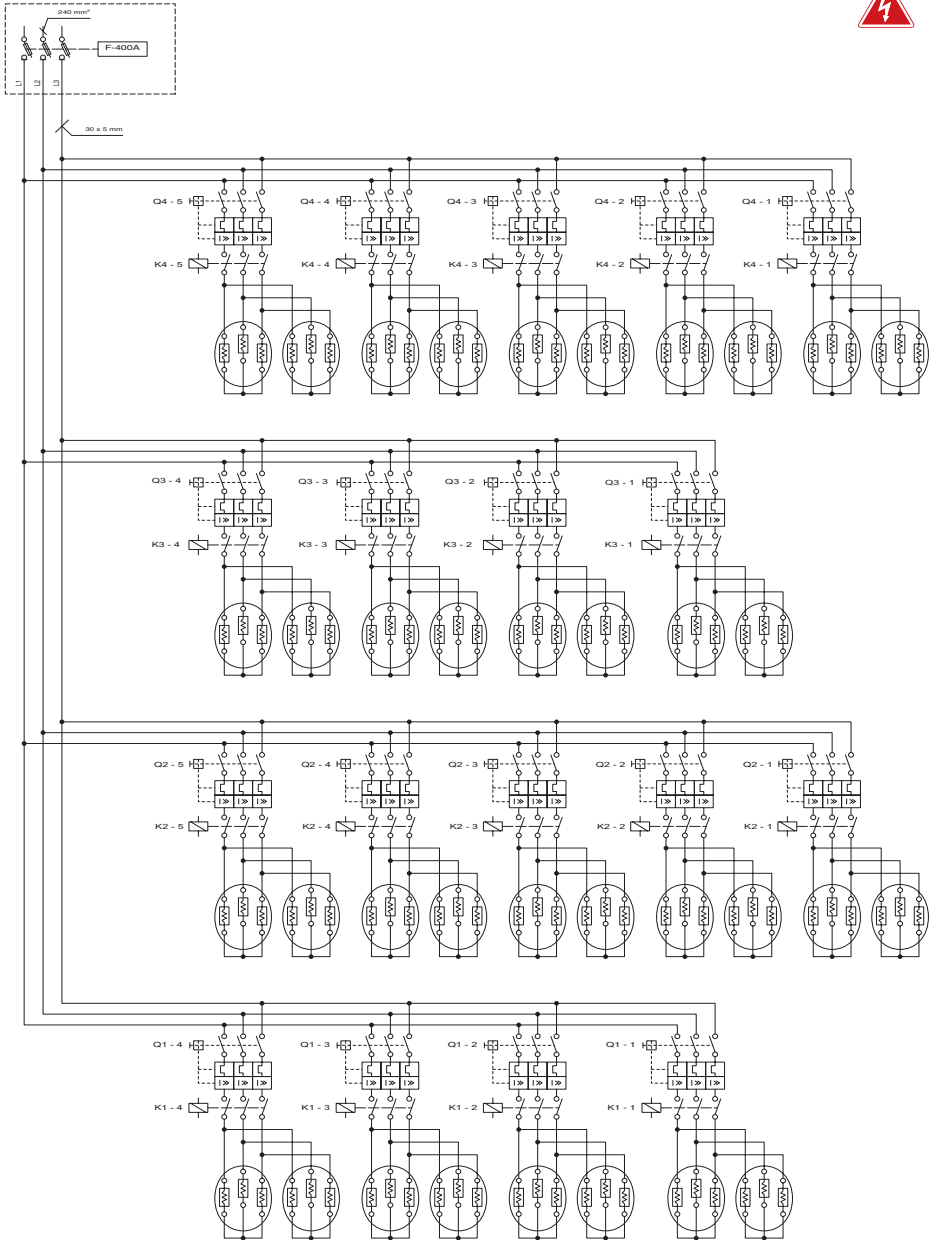 240 mm²
F-400A
L1 L2 L3
30 x 5 mm
Q4 - 5 Q4 - 4 Q4 - 3 Q4 - 2 Q4 - 1
I≫ I≫ I≫ I≫ I≫ I≫ I≫ I≫ I≫ I≫ I≫ I≫ I≫ I≫ I≫
K4 - 5 K4 - 4 K4 - 3 K4 - 2 K4 - 1
Q3 - 4 Q3 - 3 Q3 - 2 Q3 - 1
I≫ I≫ I≫ I≫ I≫ I≫ I≫ I≫ I≫ I≫ I≫ I≫
K3 - 4 K3 - 3 K3 - 2 K3 - 1
Q2 - 5 Q2 - 4 Q2 - 3 Q2 - 2 Q2 - 1
I≫ I≫ I≫ I≫ I≫ I≫ I≫ I≫ I≫ I≫ I≫ I≫ I≫ I≫ I≫
K2 - 5 K2 - 4 K2 - 3 K2 - 2 K2 - 1
Q1 - 4 Q1 - 3 Q1 - 2 Q1 - 1
I≫ I≫ I≫ I≫ I≫ I≫ I≫ I≫ I≫ I≫ I≫ I≫
K1 - 4 K1 - 3 K1 - 2 K1 - 1